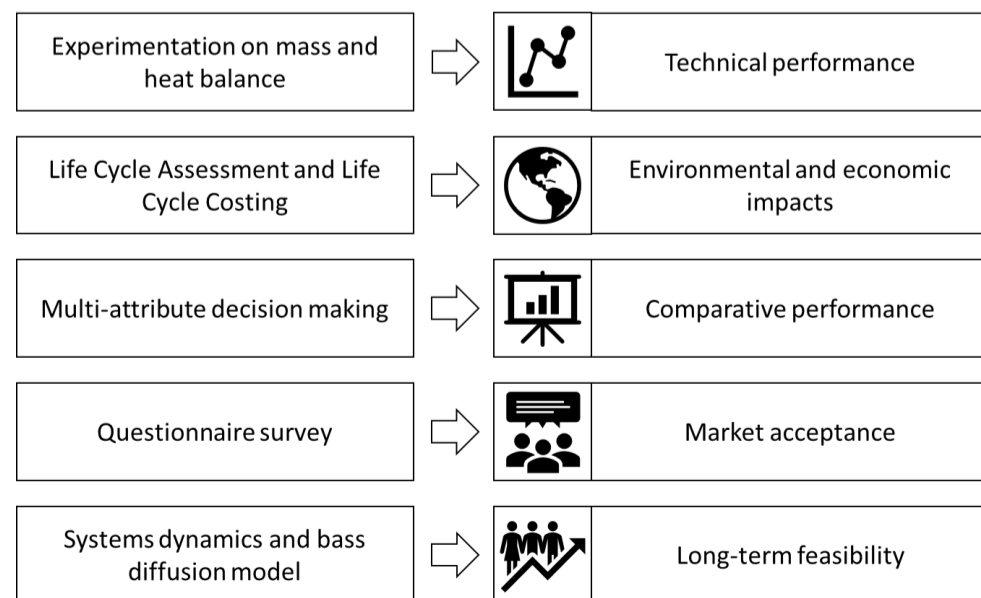 Experimentation on mass and
heat balance
Technical performance
Life Cycle Assessment and Life
Cycle Costing
Environmental and economic
impacts
Multi-attribute decision making
Comparative performance
Questionnaire survey
Market acceptance
Systems dynamics and bass
diffusion model
Long-term feasibility